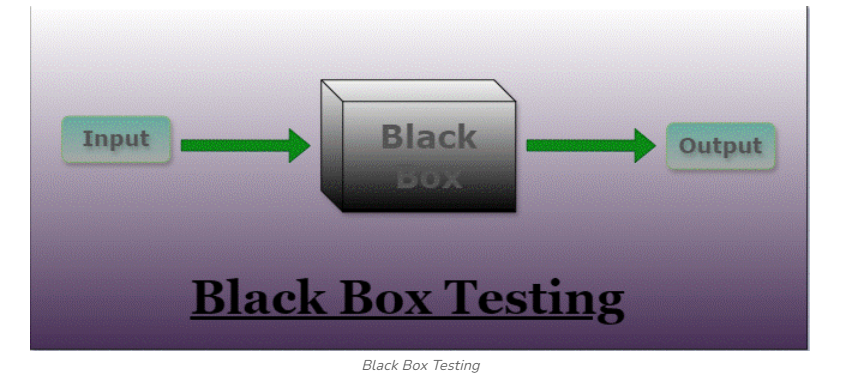 Input
Black
Box
Output
Black Box Testing
Black Box Testing